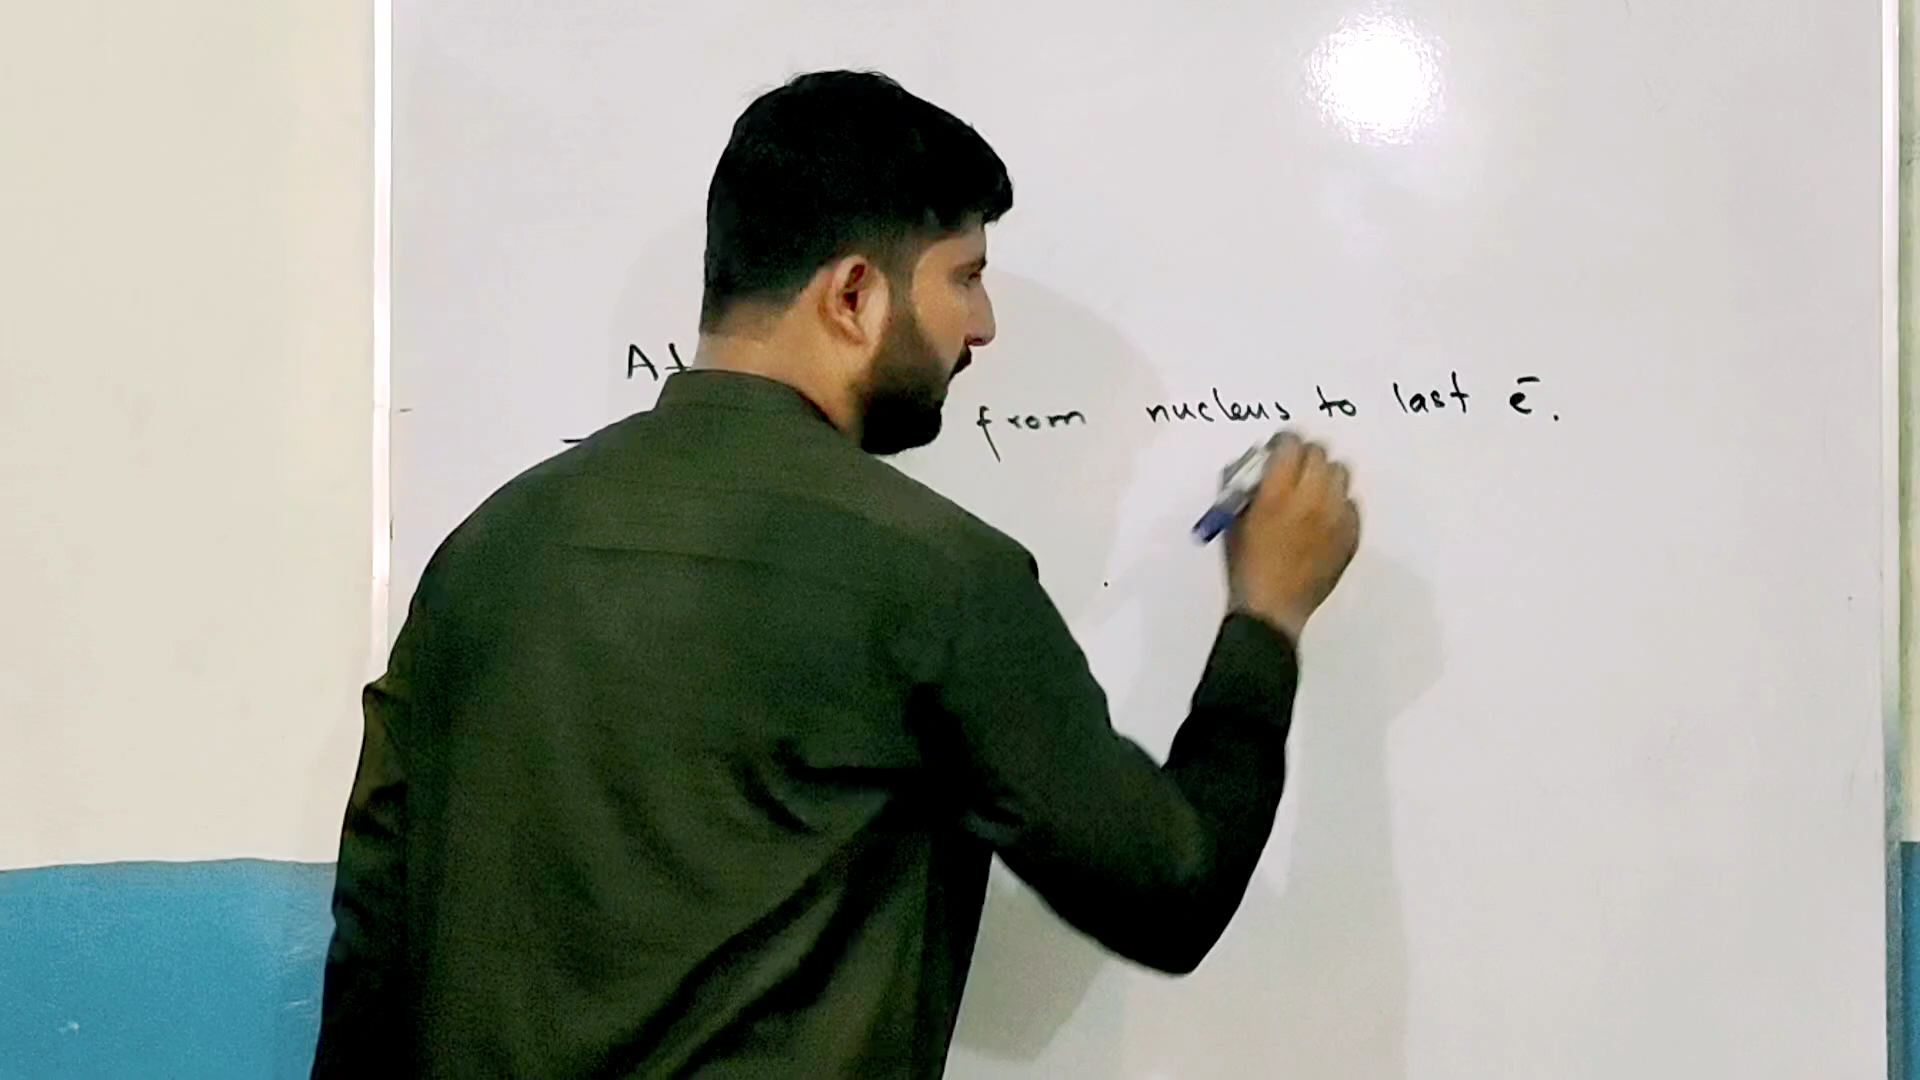 At
from nucleus to last ē.